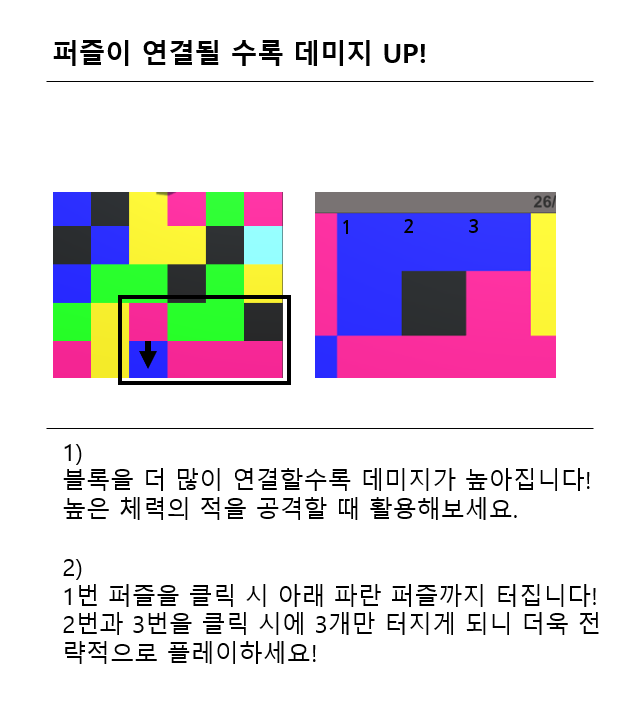 퍼즐이 연결될 수록 데미지 UP!
26/
1 2 3
1)
블록을 더 많이 연결할수록 데미지가 높아집니다!
높은 체력의 적을 공격할 때 활용해보세요.
2)
1번 퍼즐을 클릭 시 아래 파란 퍼즐까지 터집니다!
2번과 3번을 클릭 시에 3개만 터지게 되니 더욱 전
략적으로 플레이하세요!